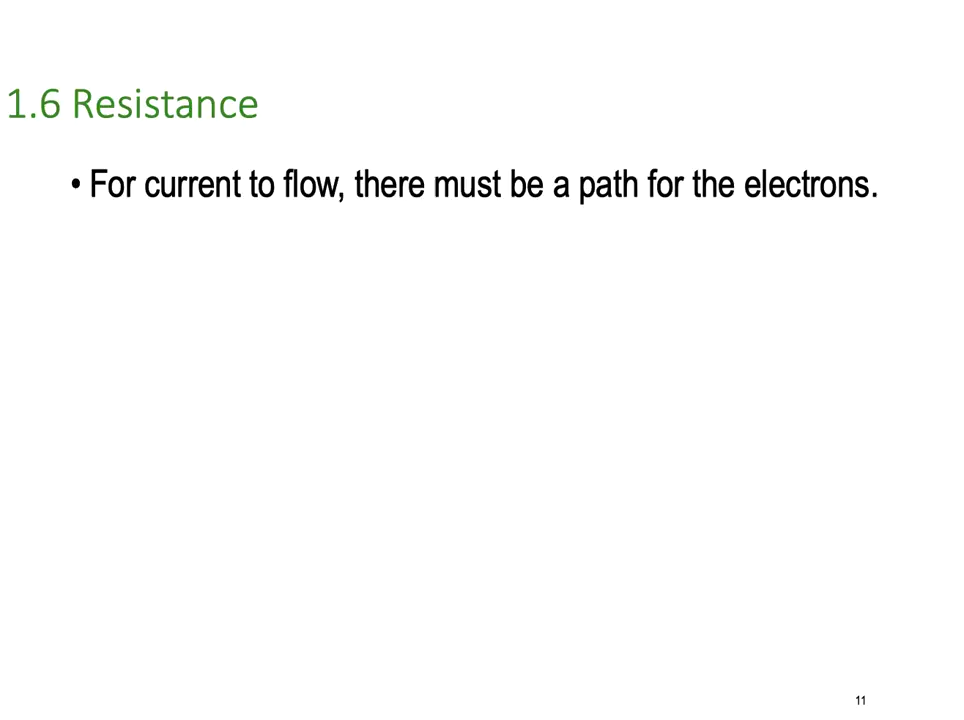 1.6 Resistance
• For current to flow, there must be a path for the electrons.
11